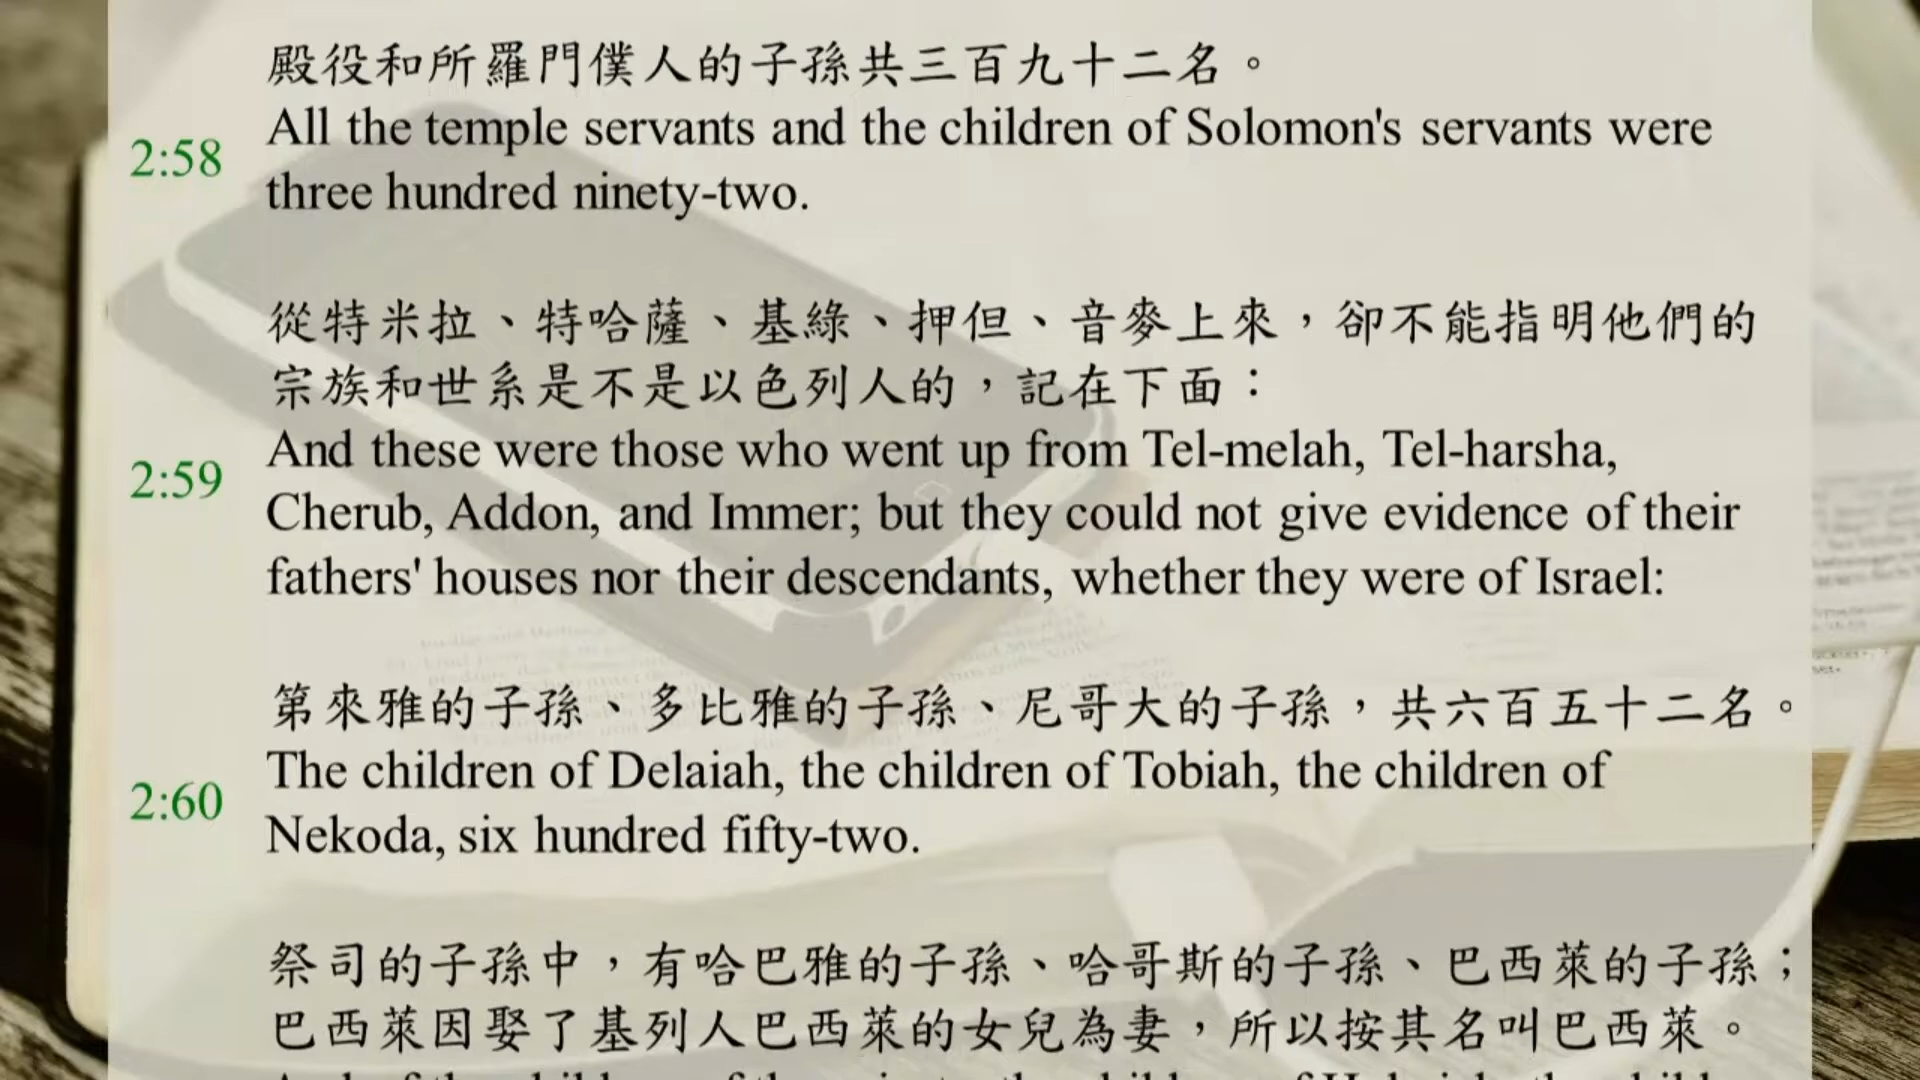 殿役和所羅門僕人的子孫共三百九十二名。
2:58
All the temple servants and the children of Solomon's servants were
three hundred ninety-two.
從特米拉、特哈薩、基綠、押但、音麥上來，卻不能指明他們的
宗族和世系是不是以色列人的，記在下面：
2:59
And these were those who went up from Tel-melah, Tel-harsha,
Cherub, Addon, and Immer; but they could not give evidence of their
fathers' houses nor their descendants, whether they were of Israel:
第來雅的子孫、多比雅的子孫、尼哥大的子孫，共六百五十二名。
2:60
The children of Delaiah, the children of Tobiah, the children of
Nekoda, six hundred fifty-two.
祭司的子孫中，有哈巴雅的子孫、哈哥斯的子孫、巴西萊的子孫；
巴西萊因娶了基列人巴西萊的女兒為妻，所以按其名叫巴西萊。